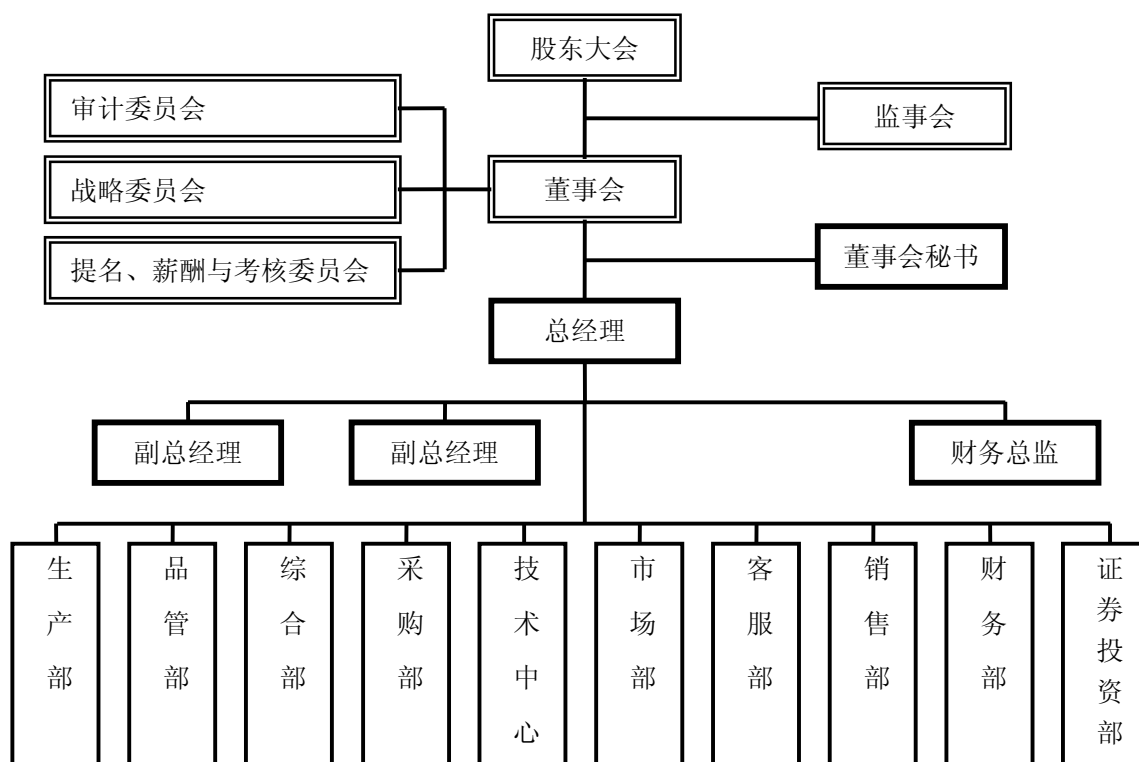 股东大会
审计委员会
监事会
战略委员会
董事会
提名、薪酬与考核委员会
董事会秘书
总经理
副总经理
副总经理
财务总监
生产部
品管部
综合部
采购部
技术中心
市场部
客服部
销售部
财务部
证券投资部